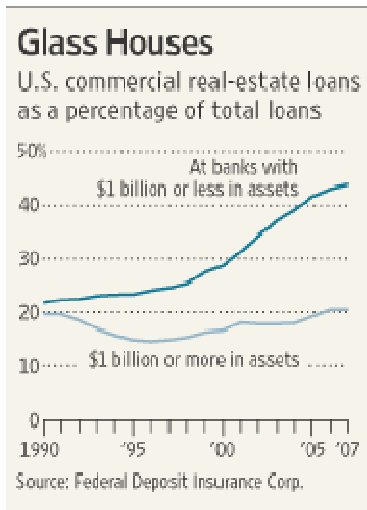 Glass Houses
U.S. commercial real-estate loans
as a percentage of total loans
50%
At banks with
$1 billion or less in assets
40
30
20
10
$1 billion or more in assets
0
1990 '95 '00 '05 '07
Source: Federal Deposit Insurance Corp.